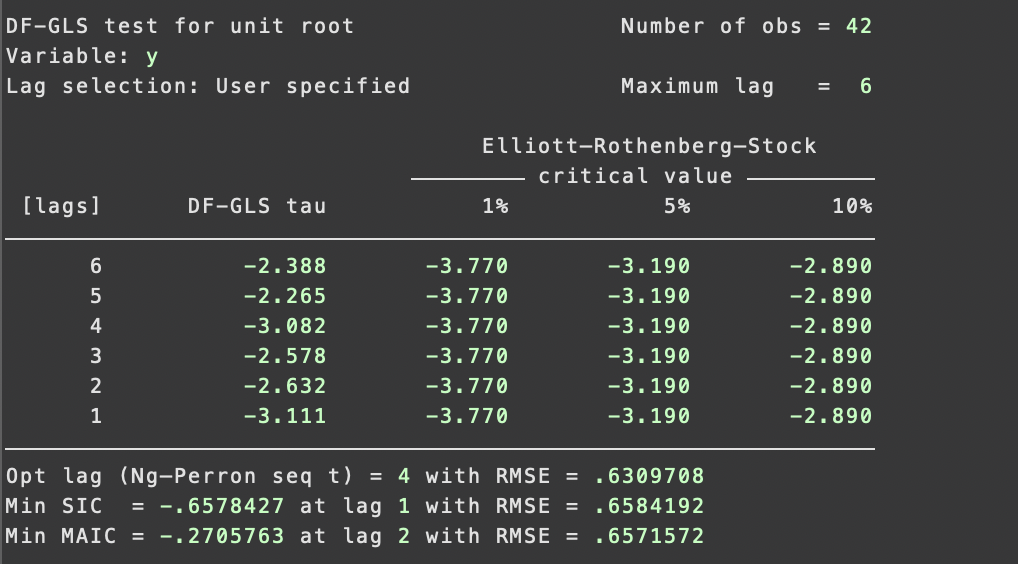 DF-GLS test for unit root Number of obs = 42
Variable: y
Lag selection: User specified Maximum lag = 6
Elliott–Rothenberg–Stock
critical value
[lags] DF-GLS tau 1% 5% 10%
6 -2.388 -3.770 -3.190 -2.890
5 -2.265 -3.770 -3.190 -2.890
4 -3.082 -3.770 -3.190 -2.890
3 -2.578 -3.770 -3.190 -2.890
2 -2.632 -3.770 -3.190 -2.890
1 -3.111 -3.770 -3.190 -2.890
Opt lag (Ng–Perron seq t) = 4 with RMSE = .6309708
Min SIC = -.6578427 at lag 1 with RMSE = .6584192
Min MAIC = -.2705763 at lag 2 with RMSE = .6571572